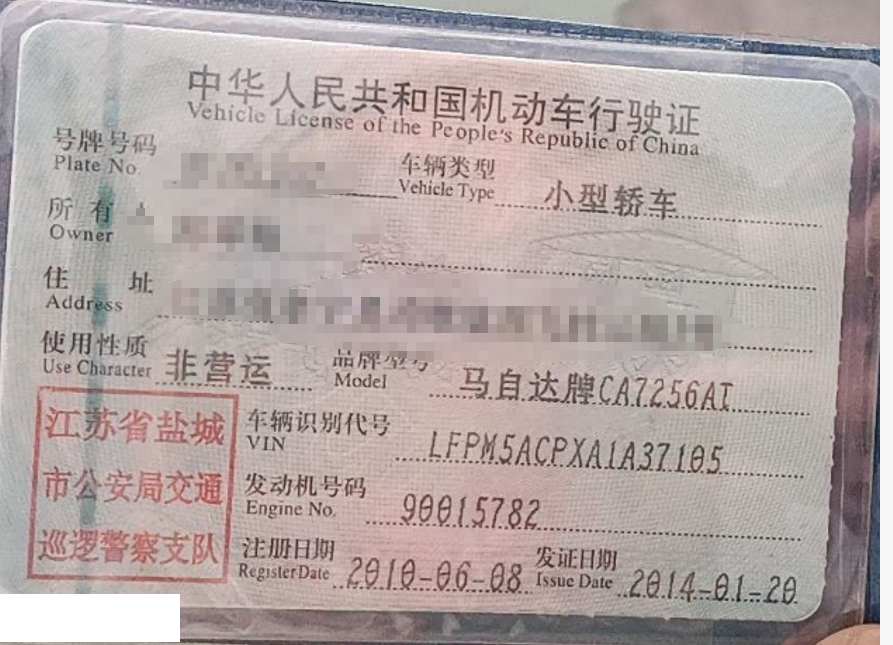 中华人民共和国机动车行驶证
Vehicle License of the People's Republic of China
号牌号码
Plate No.
车辆类型
Vehicle Type
小型轿车
所有人
Owner
住址
Address
使用性质
Use Character
非营运
品牌型号
Model
马自达牌CA7256AT
江苏省盐城
市公安局交通
巡逻警察支队
车辆识别代号
VIN
LFPM5ACPXA1A37105
发动机号码
Engine No.
90015782
注册日期
Register Date
2010-06-08
发证日期
Issue Date
2014-01-20